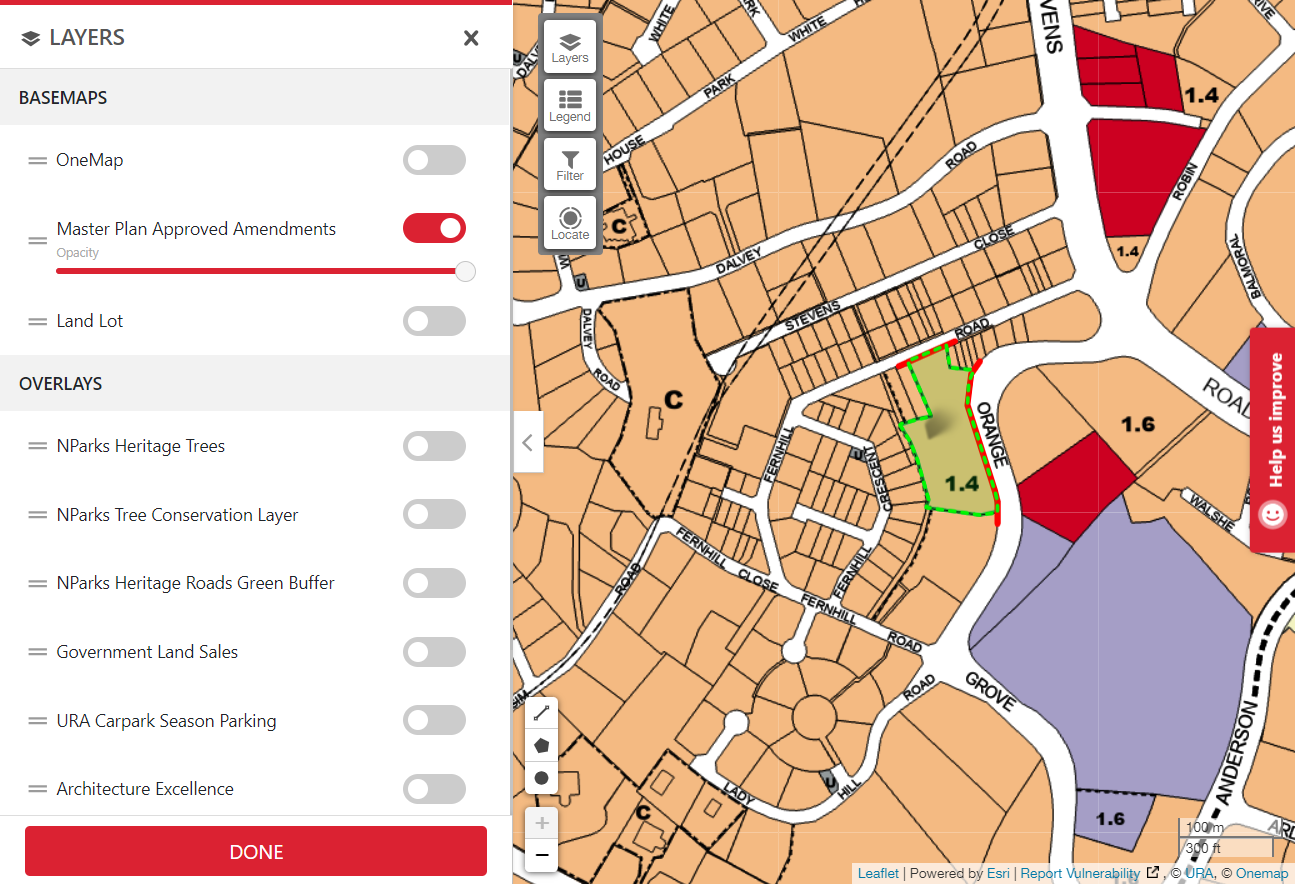 LAYERS
BASEMAPS
OneMap
Master Plan Approved Amendments
Opacity
Land Lot
OVERLAYS
NParks Heritage Trees
NParks Tree Conservation Layer
NParks Heritage Roads Green Buffer
Government Land Sales
URA Carpark Season Parking
Architecture Excellence
DONE
Layers
Legend
Filter
Locate
WHITE
WHITE
PARK
HOUSE
VENS
1.4
ROBIN
1.4
BALMORAL
ROAD
DALVEY
CLOSE
STEVENS
ROAD
C
U
DALVEY
ROAD
C
ORANGE
1.4
1.6
ROAD
FERNHILL
U
CRESCENT
WALSHE
FERNHILL
CLOSE
FERNHILL
FERNHILL
ROAD
ROAD
ROAD
GROVE
ANDERSON
LADY
HILL
U
C
1.6
Help us improve
+
−
100 m
300 ft
Leaflet | Powered by Esri | Report Vulnerability , © URA, © Onemap